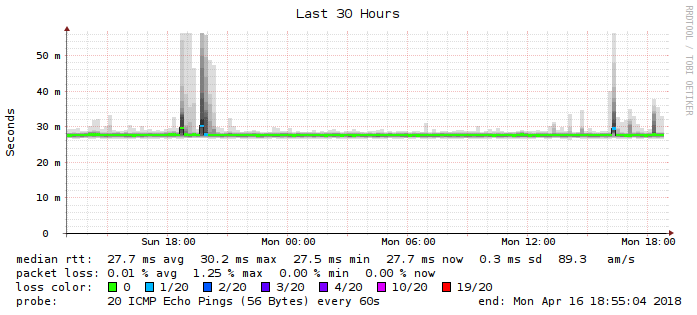 Last 30 Hours
RRDTOOL / TOBI OETIKER
Seconds
50 m
40 m
30 m
20 m
10 m
0
Sun 18:00 Mon 00:00 Mon 06:00 Mon 12:00 Mon 18:00
median rtt: 27.7 ms avg 30.2 ms max 27.5 ms min 27.7 ms now 0.3 ms sd 89.3 am/s
packet loss: 0.01 % avg 1.25 % max 0.00 % min 0.00 % now
loss color: 0 1/20 2/20 3/20 4/20 10/20 19/20
probe: 20 ICMP Echo Pings (56 Bytes) every 60s end: Mon Apr 16 18:55:04 2018